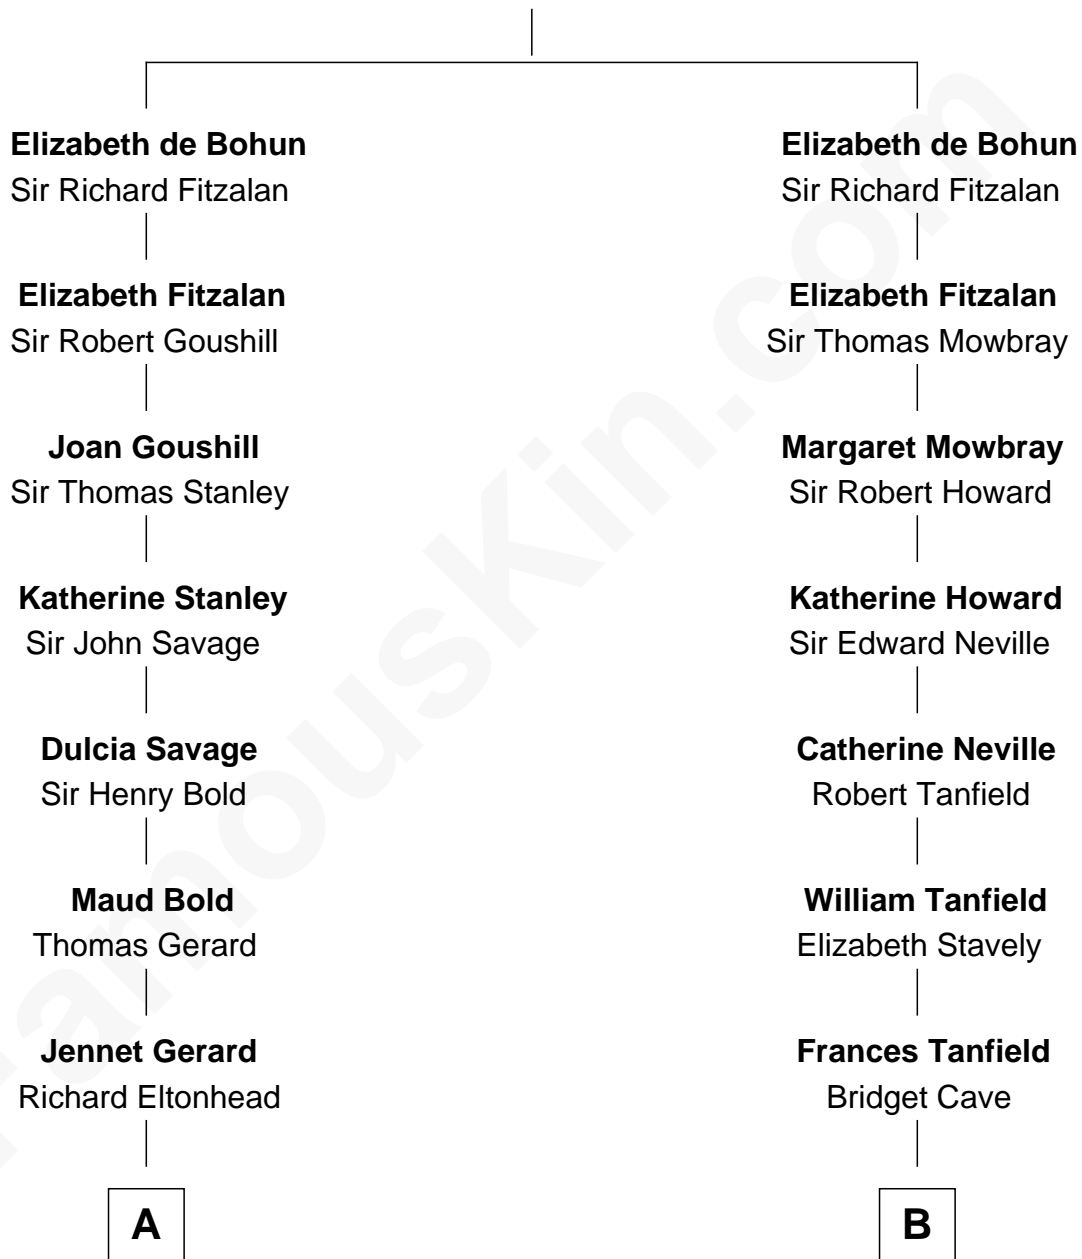 Elizabeth de Bohun
Sir Richard Fitzalan
Elizabeth Fitzalan
Sir Robert Goushill
Joan Goushill
Sir Thomas Stanley
Katherine Stanley
Sir John Savage
Dulcia Savage
Sir Henry Bold
Maud Bold
Thomas Gerard
Jennet Gerard
Richard Eltonhead
A
Elizabeth de Bohun
Sir Richard Fitzalan
Elizabeth Fitzalan
Sir Thomas Mowbray
Margaret Mowbray
Sir Robert Howard
Katherine Howard
Sir Edward Neville
Catherine Neville
Robert Tanfield
William Tanfield
Elizabeth Stavely
Frances Tanfield
Bridget Cave
B
FamousKin.com